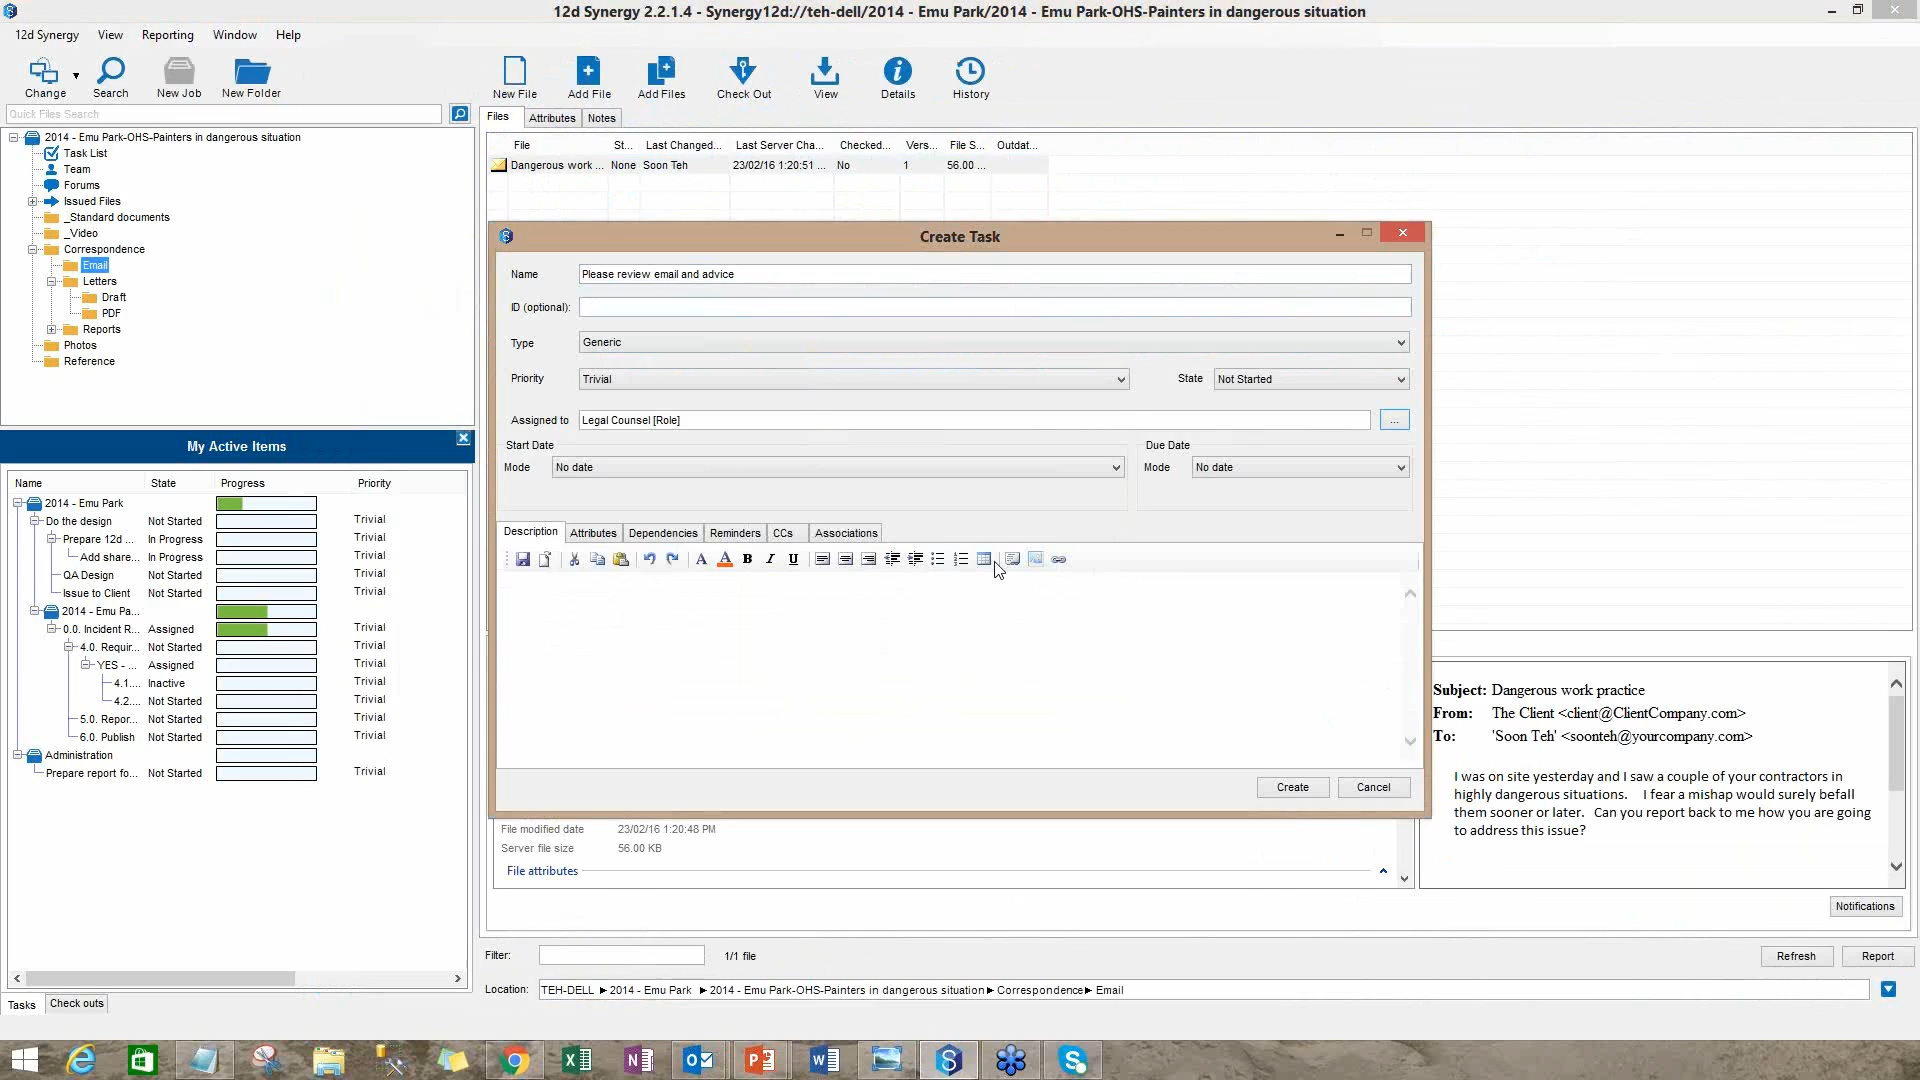 12d Synergy 2.2.1.4 - Synergy12d://teh-dell/2014 - Emu Park/2014 - Emu Park-OHS-Painters in dangerous situation
12d Synergy View Reporting Window Help
Change Search New Job New Folder New File Add File Add Files Check Out View Details History
Quick Files Search
Files Attributes Notes
2014 - Emu Park-OHS-Painters in dangerous situation
Task List
Team
Forums
Issued Files
_Standard documents
_Video
Correspondence
Email
Letters
Draft
PDF
Reports
Photos
Reference
File St... Last Changed... Last Server Cha... Checked... Vers... File S... Outdat...
Dangerous work ... None Soon Teh 23/02/16 1:20:51 ... No 1 56.00 ...
Create Task
Name Please review email and advice
ID (optional):
Type Generic
Priority Trivial State Not Started
Assigned to Legal Counsel [Role] ...
Start Date Due Date
Mode No date Mode No date
Description Attributes Dependencies Reminders CCs Associations
A A B I U
Create Cancel
My Active Items
Name State Progress Priority
2014 - Emu Park
Do the design Not Started Trivial
Prepare 12d ... In Progress Trivial
Add share... In Progress Trivial
QA Design Not Started Trivial
Issue to Client Not Started Trivial
2014 - Emu Pa...
0.0. Incident R... Assigned Trivial
4.0. Requir... Not Started Trivial
YES - ... Assigned Trivial
4.1.... Inactive Trivial
4.2.... Not Started Trivial
5.0. Repor... Not Started Trivial
6.0. Publish Not Started Trivial
Administration
Prepare report fo... Not Started Trivial
Tasks Check outs
Subject: Dangerous work practice
From: The Client <client@ClientCompany.com>
To: 'Soon Teh' <soonteh@yourcompany.com>
I was on site yesterday and I saw a couple of your contractors in
highly dangerous situations. I fear a mishap would surely befall
them sooner or later. Can you report back to me how you are going
to address this issue?
File modified date 23/02/16 1:20:48 PM
Server file size 56.00 KB
File attributes
Notifications
Filter: 1/1 file Refresh Report
Location: TEH-DELL 2014 - Emu Park 2014 - Emu Park-OHS-Painters in dangerous situation Correspondence Email